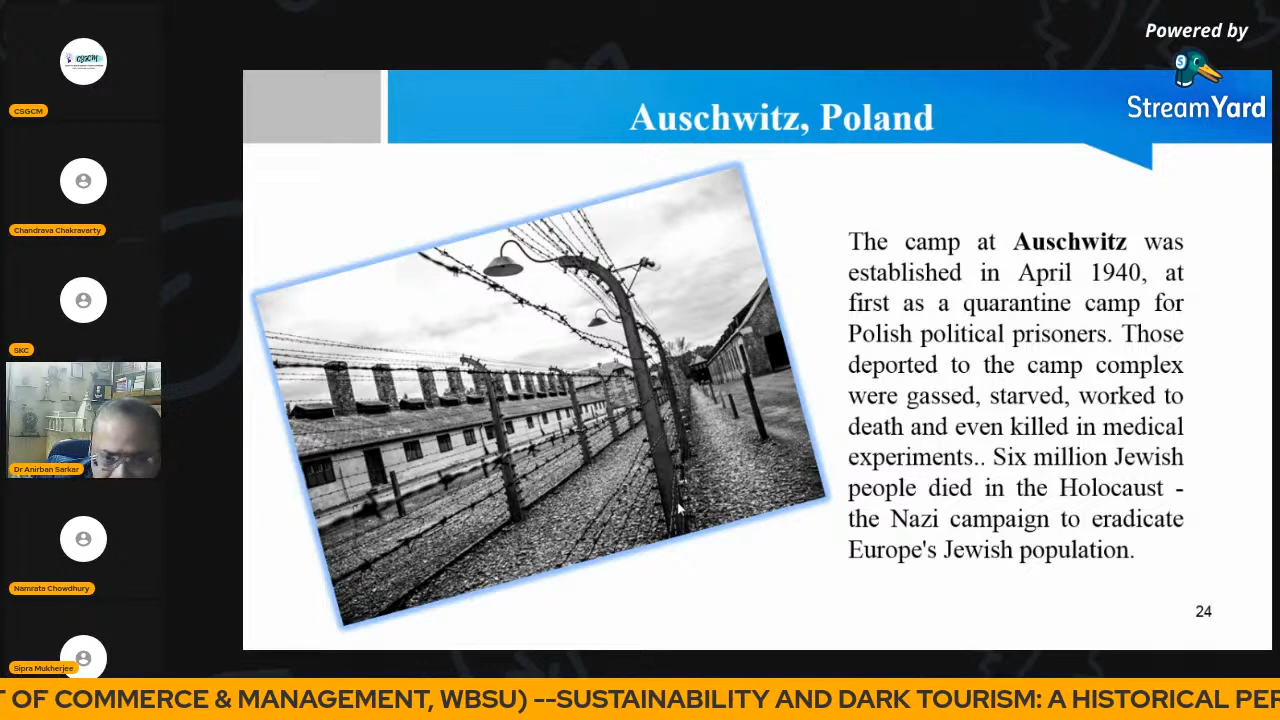 Powered by
StreamYard
CSGCM
Chandrava Chakravarty
SKC
Dr Anirban Sarkar
Namrata Chowdhury
Sipra Mukherjee
Auschwitz, Poland
The camp at Auschwitz was
established in April 1940, at
first as a quarantine camp for
Polish political prisoners. Those
deported to the camp complex
were gassed, starved, worked to
death and even killed in medical
experiments.. Six million Jewish
people died in the Holocaust -
the Nazi campaign to eradicate
Europe's Jewish population.
24
T OF COMMERCE & MANAGEMENT, WBSU) --SUSTAINABILITY AND DARK TOURISM: A HISTORICAL PER